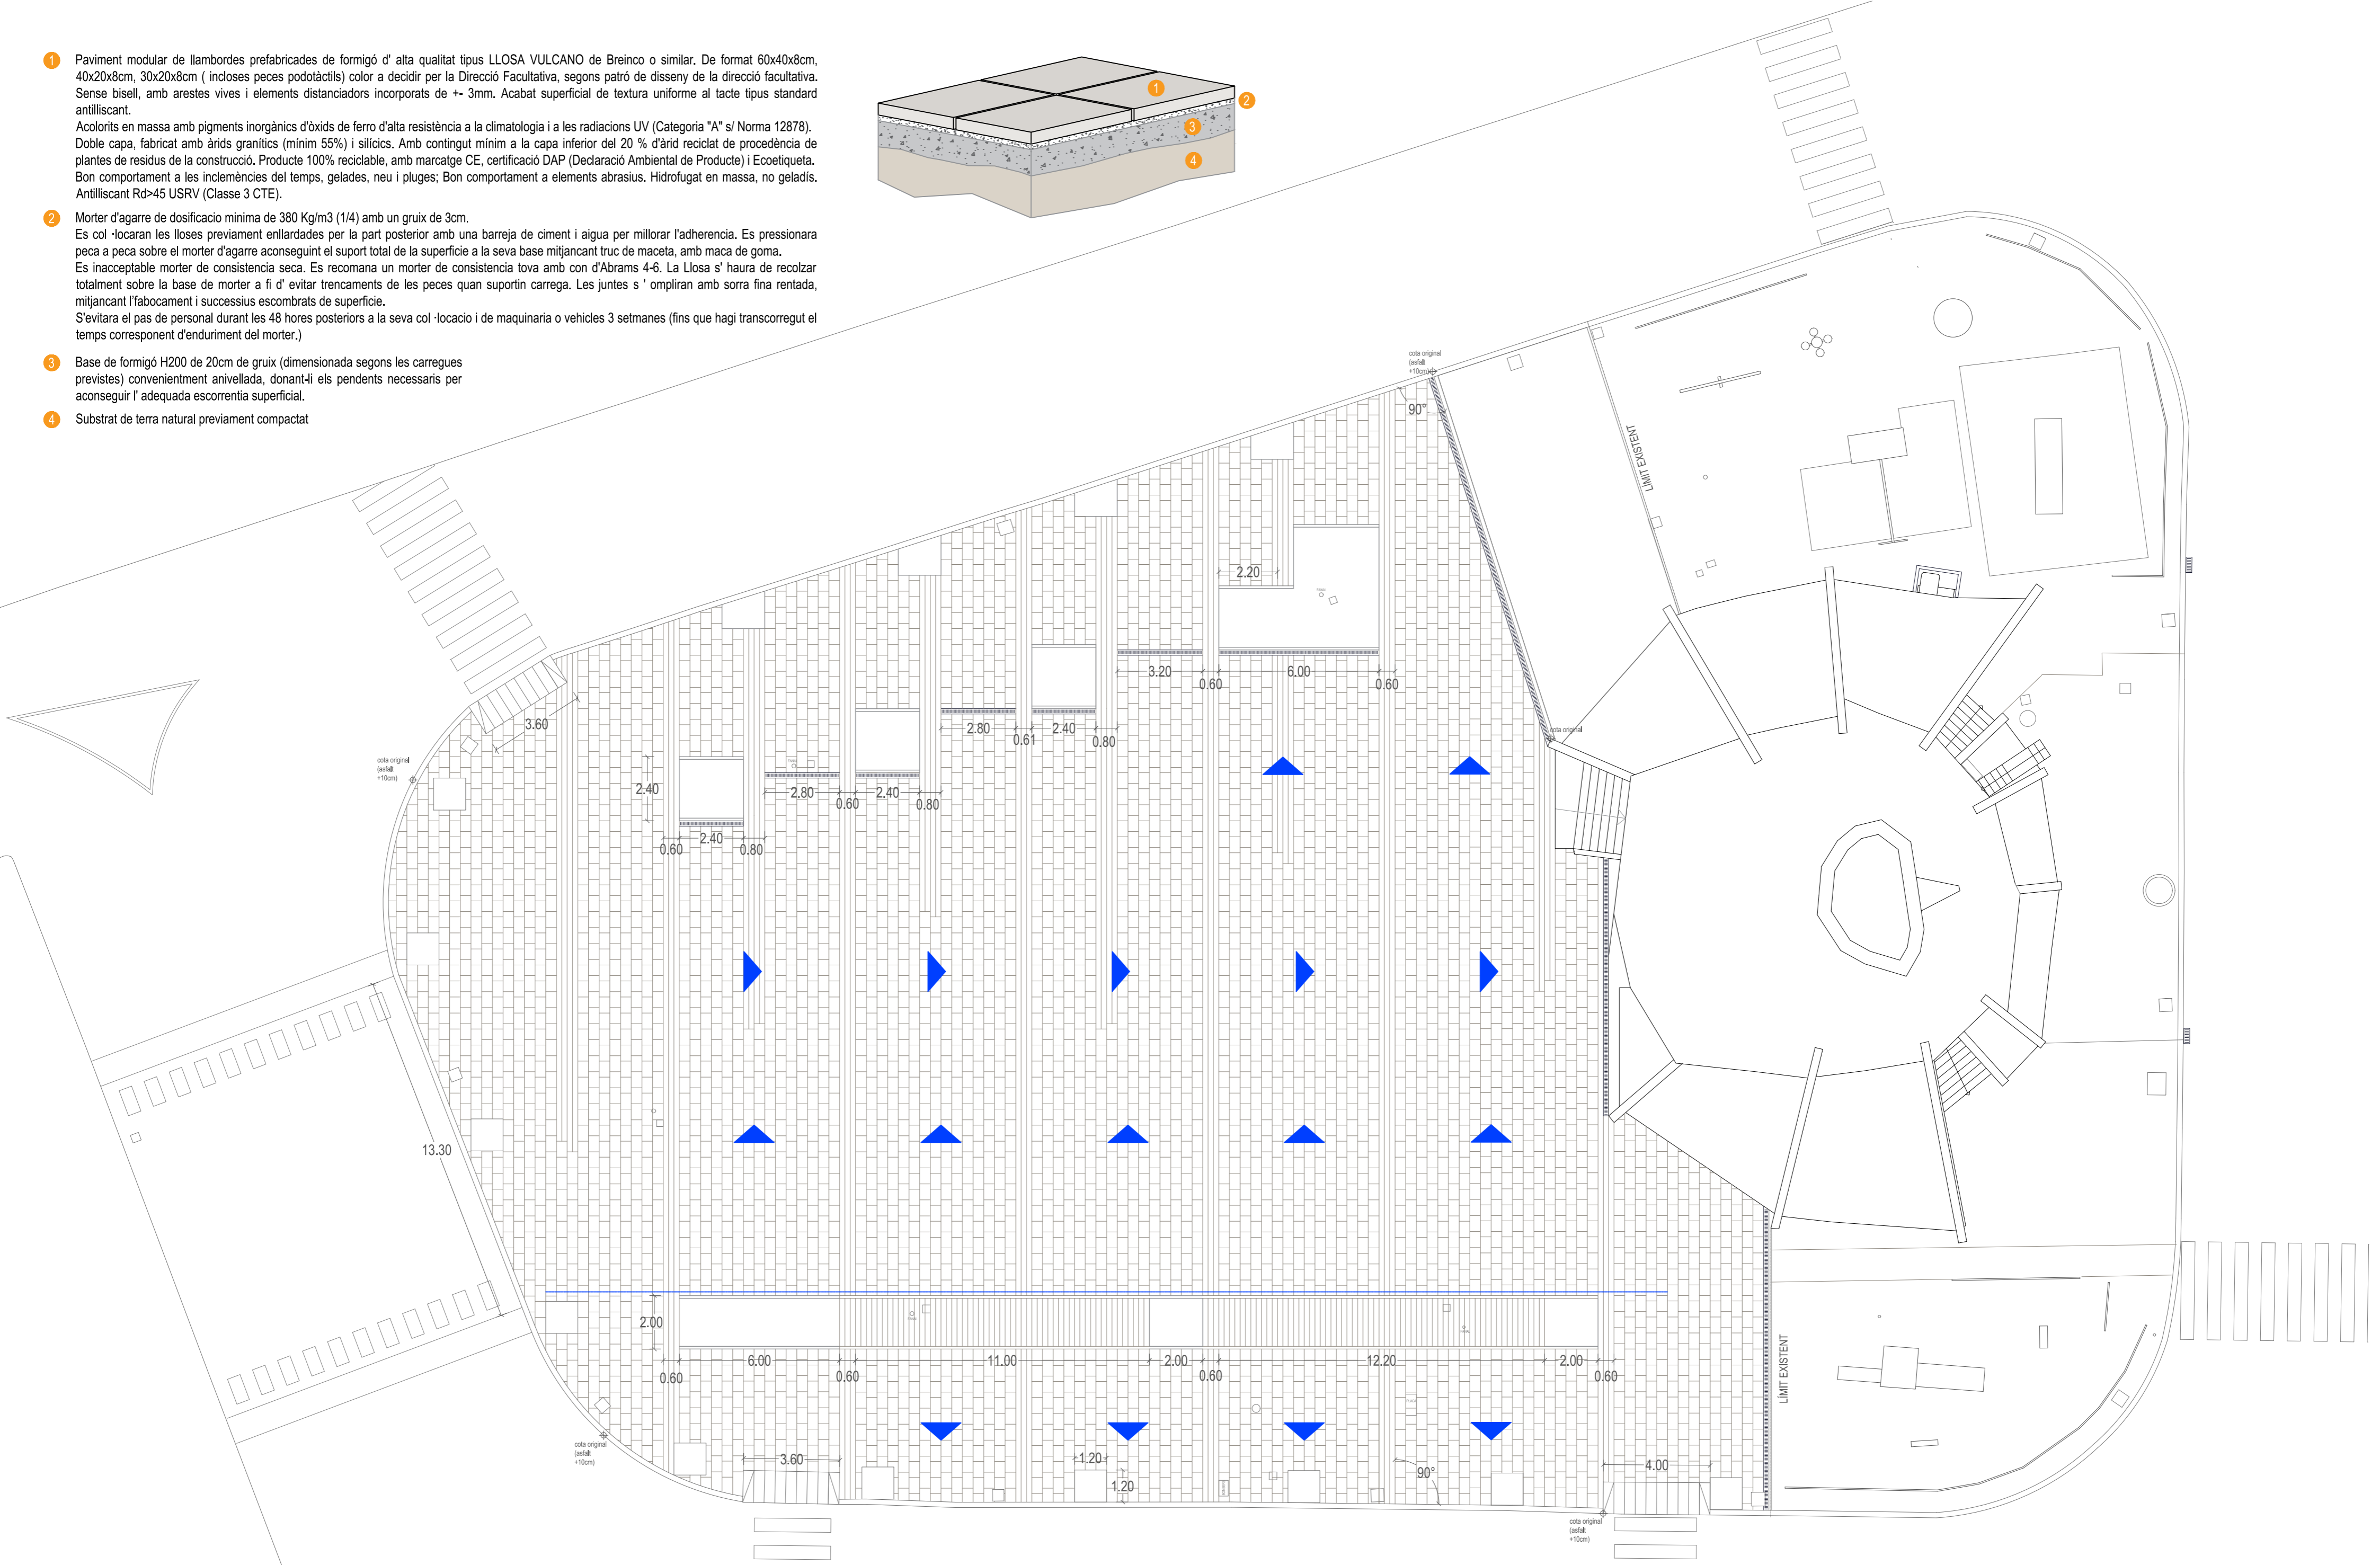 1 Paviment modular de llambordes prefabricades de formigó d' alta qualitat tipus LLOSA VULCANO de Breinco o similar. De format 60x40x8cm,
40x20x8cm, 30x20x8cm ( incloses peces podotàctils) color a decidir per la Direcció Facultativa, segons patró de disseny de la direcció facultativa.
Sense bisell, amb arestes vives i elements distanciadors incorporats de +- 3mm. Acabat superficial de textura uniforme al tacte tipus standard
antilliscant.
Acolorits en massa amb pigments inorgànics d'òxids de ferro d'alta resistència a la climatologia i a les radiacions UV (Categoria "A" s/ Norma 12878).
Doble capa, fabricat amb àrids granítics (mínim 55%) i silícics. Amb contingut mínim a la capa inferior del 20 % d'àrid reciclat de procedència de
plantes de residus de la construcció. Producte 100% reciclable, amb marcatge CE, certificació DAP (Declaració Ambiental de Producte) i Ecoetiqueta.
Bon comportament a les inclemències del temps, gelades, neu i pluges; Bon comportament a elements abrasius. Hidrofugat en massa, no geladís.
Antilliscant Rd>45 USRV (Classe 3 CTE).
2 Morter d'agarre de dosificacio minima de 380 Kg/m3 (1/4) amb un gruix de 3cm.
Es col ·locaran les lloses previament enllardades per la part posterior amb una barreja de ciment i aigua per millorar l'adherencia. Es pressionara
peca a peca sobre el morter d'agarre aconseguint el suport total de la superficie a la seva base mitjancant truc de maceta, amb maca de goma.
Es inacceptable morter de consistencia seca. Es recomana un morter de consistencia tova amb con d'Abrams 4-6. La Llosa s' haura de recolzar
totalment sobre la base de morter a fi d' evitar trencaments de les peces quan suportin carrega. Les juntes s ' ompliran amb sorra fina rentada,
mitjancant l'fabocament i successius escombrats de superficie.
S'evitara el pas de personal durant les 48 hores posteriors a la seva col ·locacio i de maquinaria o vehicles 3 setmanes (fins que hagi transcorregut el
temps corresponent d'enduriment del morter.)
3 Base de formigó H200 de 20cm de gruix (dimensionada segons les carregues
previstes) convenientment anivellada, donant-li els pendents necessaris per
aconseguir l' adequada escorrentia superficial.
4 Substrat de terra natural previament compactat
1
2
3
4
cota original
(asfalt
+10cm)
90°
LÍMIT EXISTENT
2.20
3.20
0.60
6.00
0.60
3.60
2.80
0.61
2.40
0.80
cota original
cota original
(asfalt
+10cm)
2.40
2.80
0.60
2.40
0.80
0.60
2.40
0.80
13.30
2.00
0.60
6.00
0.60
11.00
2.00
0.60
12.20
2.00
0.60
LÍMIT EXISTENT
cota original
(asfalt
+10cm)
3.60
1.20
1.20
90°
4.00
cota original
(asfalt
+10cm)